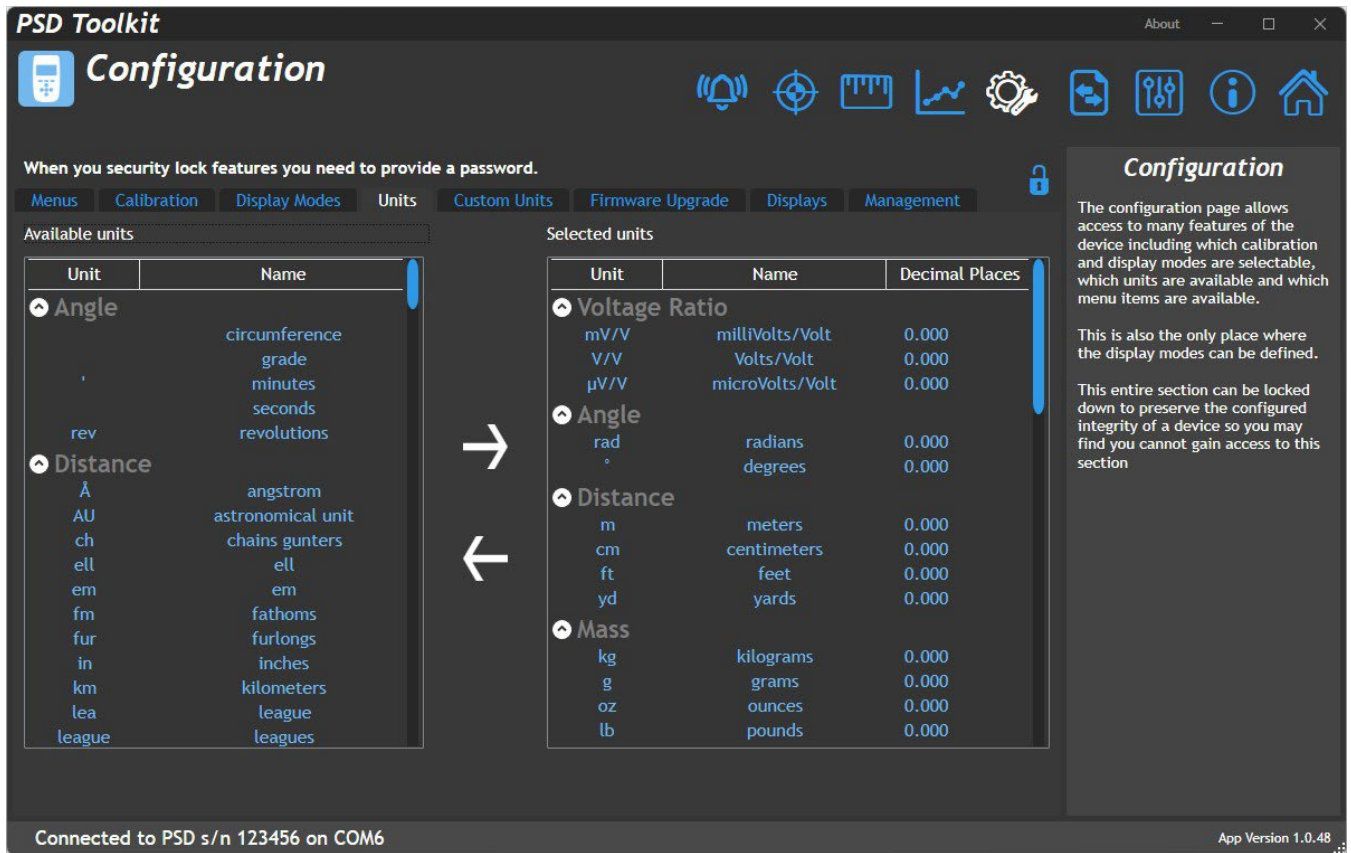 PSD Toolkit
About
Configuration
When you security lock features you need to provide a password.
Menus Calibration Display Modes Units Custom Units Firmware Upgrade Displays Management
Available units
Unit Name
Angle
circumference
grade
' minutes
seconds
rev revolutions
Distance
Å angstrom
AU astronomical unit
ch chains gunters
ell ell
em em
fm fathoms
fur furlongs
in inches
km kilometers
lea league
league leagues
Selected units
Unit Name Decimal Places
Voltage Ratio
mV/V milliVolts/Volt 0.000
V/V Volts/Volt 0.000
µV/V microVolts/Volt 0.000
Angle
rad radians 0.000
° degrees 0.000
Distance
m meters 0.000
cm centimeters 0.000
ft feet 0.000
yd yards 0.000
Mass
kg kilograms 0.000
g grams 0.000
oz ounces 0.000
lb pounds 0.000
Configuration
The configuration page allows
access to many features of the
device including which calibration
and display modes are selectable,
which units are available and which
menu items are available.
This is also the only place where
the display modes can be defined.
This entire section can be locked
down to preserve the configured
integrity of a device so you may
find you cannot gain access to this
section
Connected to PSD s/n 123456 on COM6
App Version 1.0.48